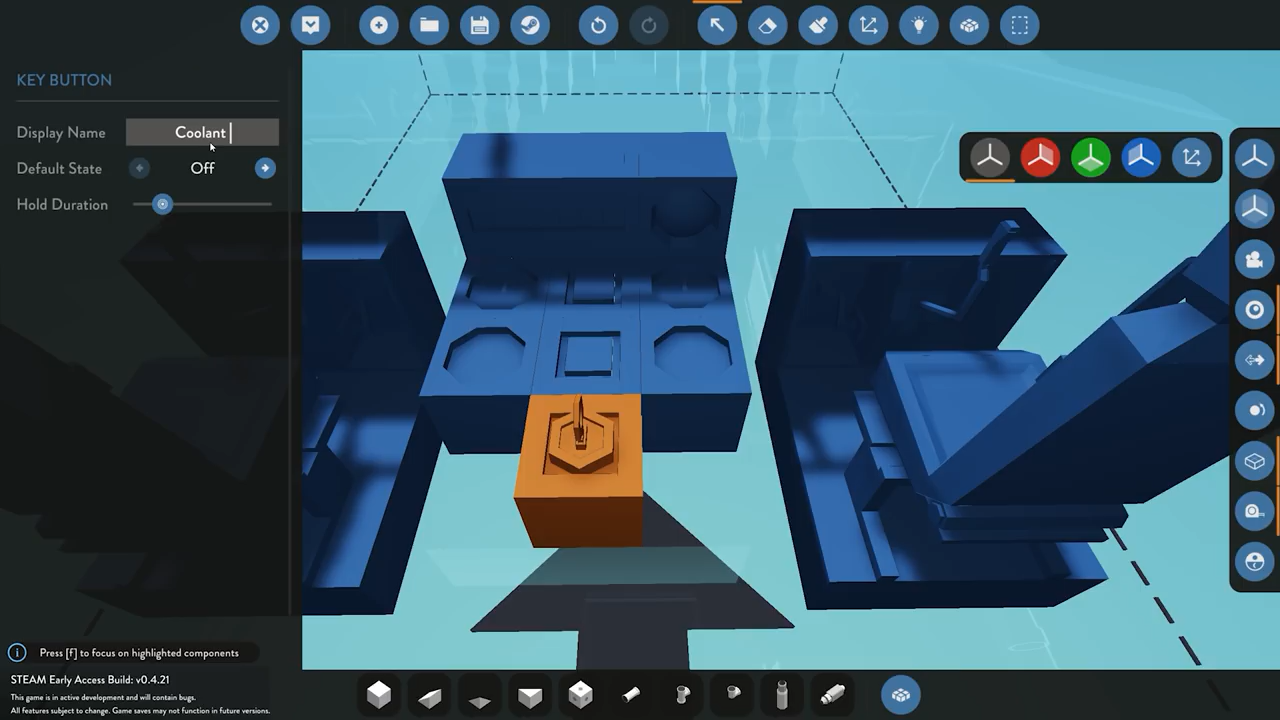 KEY BUTTON
Display Name
Coolant
Default State
Off
Hold Duration
Press [f] to focus on highlighted components
STEAM Early Access Build: v0.4.21
This game is in active development and will contain bugs.
All features subject to change. Game saves may not function in future versions.